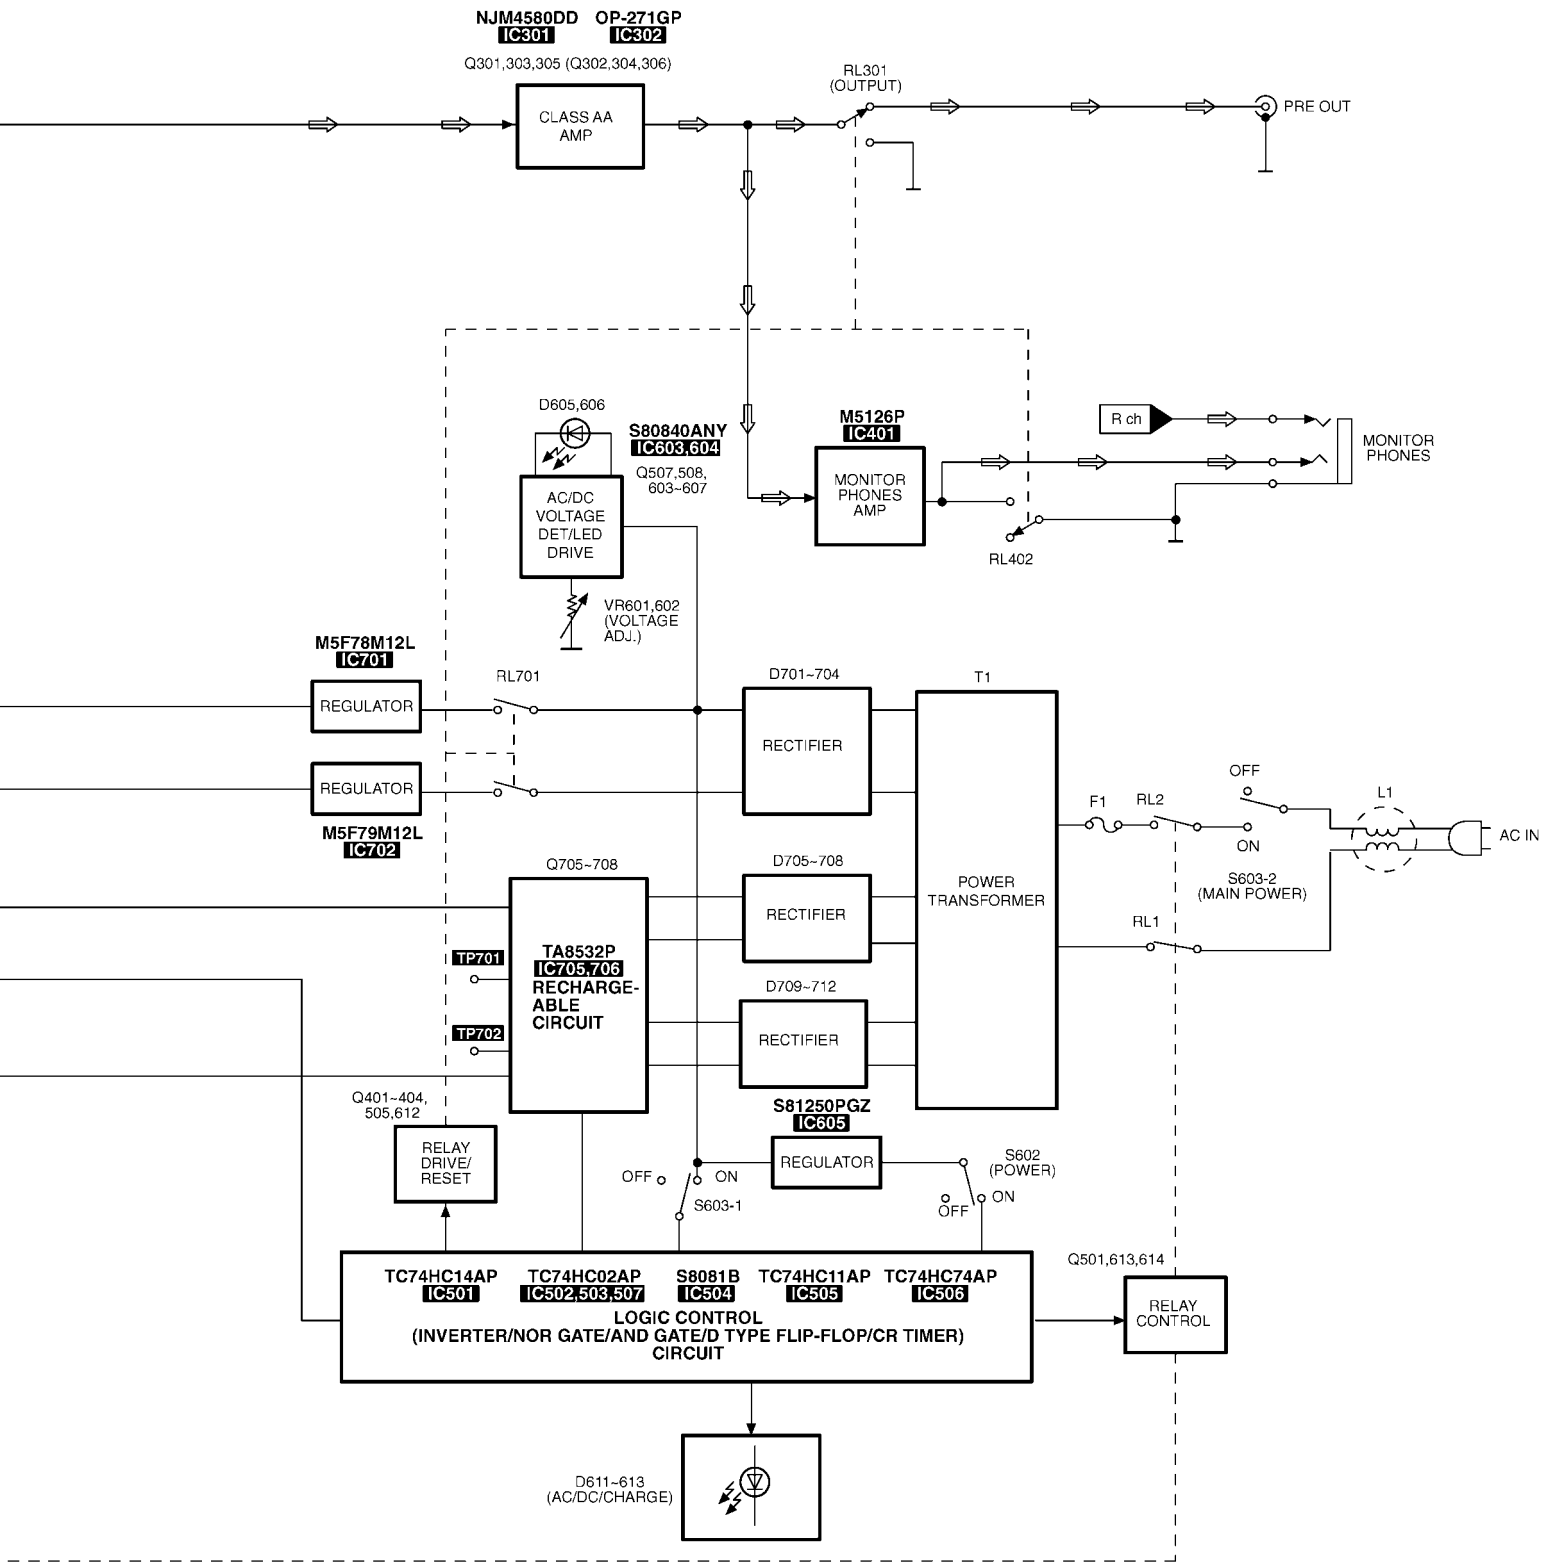 NJM4580DD OP-271GP
IC301 IC302
Q301,303,305 (Q302,304,306)
CLASS AA
AMP
RL301
(OUTPUT)
PRE OUT
D605,606
S80840ANY
IC603,604
Q507,508,
603~607
AC/DC
VOLTAGE
DET/LED
DRIVE
VR601,602
(VOLTAGE
ADJ.)
M5126P
IC401
MONITOR
PHONES
AMP
R ch
MONITOR
PHONES
RL402
M5F78M12L
IC701
REGULATOR
RL701
D701~704
RECTIFIER
T1
POWER
TRANSFORMER
REGULATOR
M5F79M12L
IC702
F1
RL2
OFF
ON
S603-2
(MAIN POWER)
L1
AC IN
RL1
Q705~708
TA8532P
IC705,706
RECHARGE-
ABLE
CIRCUIT
TP701
TP702
D705~708
RECTIFIER
D709~712
RECTIFIER
S81250PGZ
IC605
REGULATOR
Q401~404,
505,612
RELAY
DRIVE/
RESET
OFF
ON
S603-1
S602
(POWER)
ON
OFF
TC74HC14AP TC74HC02AP S8081B TC74HC11AP TC74HC74AP
IC501 IC502,503,507 IC504 IC505 IC506
LOGIC CONTROL
(INVERTER/NOR GATE/AND GATE/D TYPE FLIP-FLOP/CR TIMER)
CIRCUIT
Q501,613,614
RELAY
CONTROL
D611~613
(AC/DC/CHARGE)